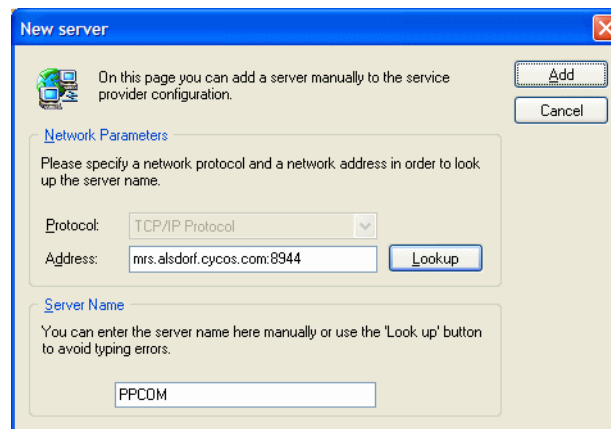 New server
On this page you can add a server manually to the service
provider configuration.
Add
Cancel
Network Parameters
Please specify a network protocol and a network address in order to look
up the server name.
Protocol:
TCP/IP Protocol
Address:
mrs.alsdorf.cycos.com:8944
Lookup
Server Name
You can enter the server name here manually or use the 'Look up' button
to avoid typing errors.
PPCOM